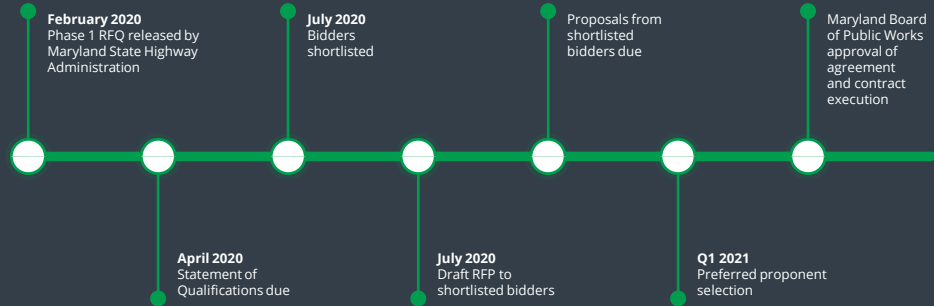 February 2020
Phase 1 RFQ released by
Maryland State Highway
Administration
July 2020
Bidders
shortlisted
Proposals from
shortlisted
bidders due
Maryland Board
of Public Works
approval of
agreement
and contract
execution
April 2020
Statement of
Qualifications due
July 2020
Draft RFP to
shortlisted bidders
Q1 2021
Preferred proponent
selection